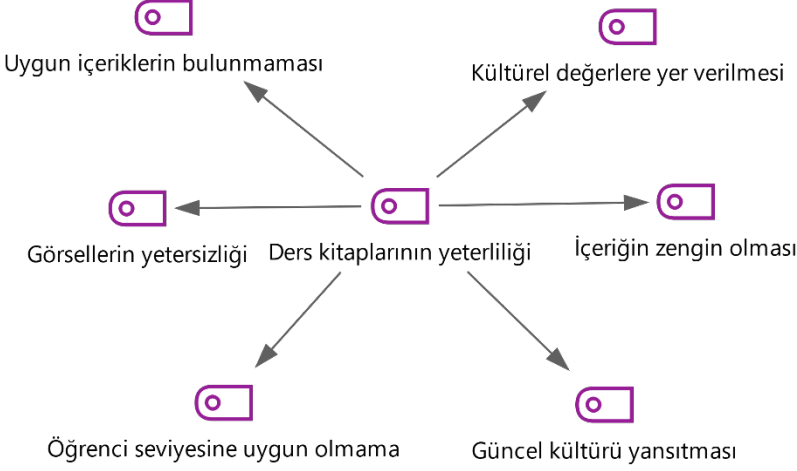 Uygun içeriklerin bulunmaması
Kültürel değerlere yer verilmesi
Görsellerin yetersizliği
Ders kitaplarının yeterliliği
İçeriğin zengin olması
Öğrenci seviyesine uygun olmama
Güncel kültürü yansıtması